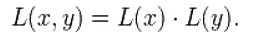 L(x, y) = L(x) · L(y).